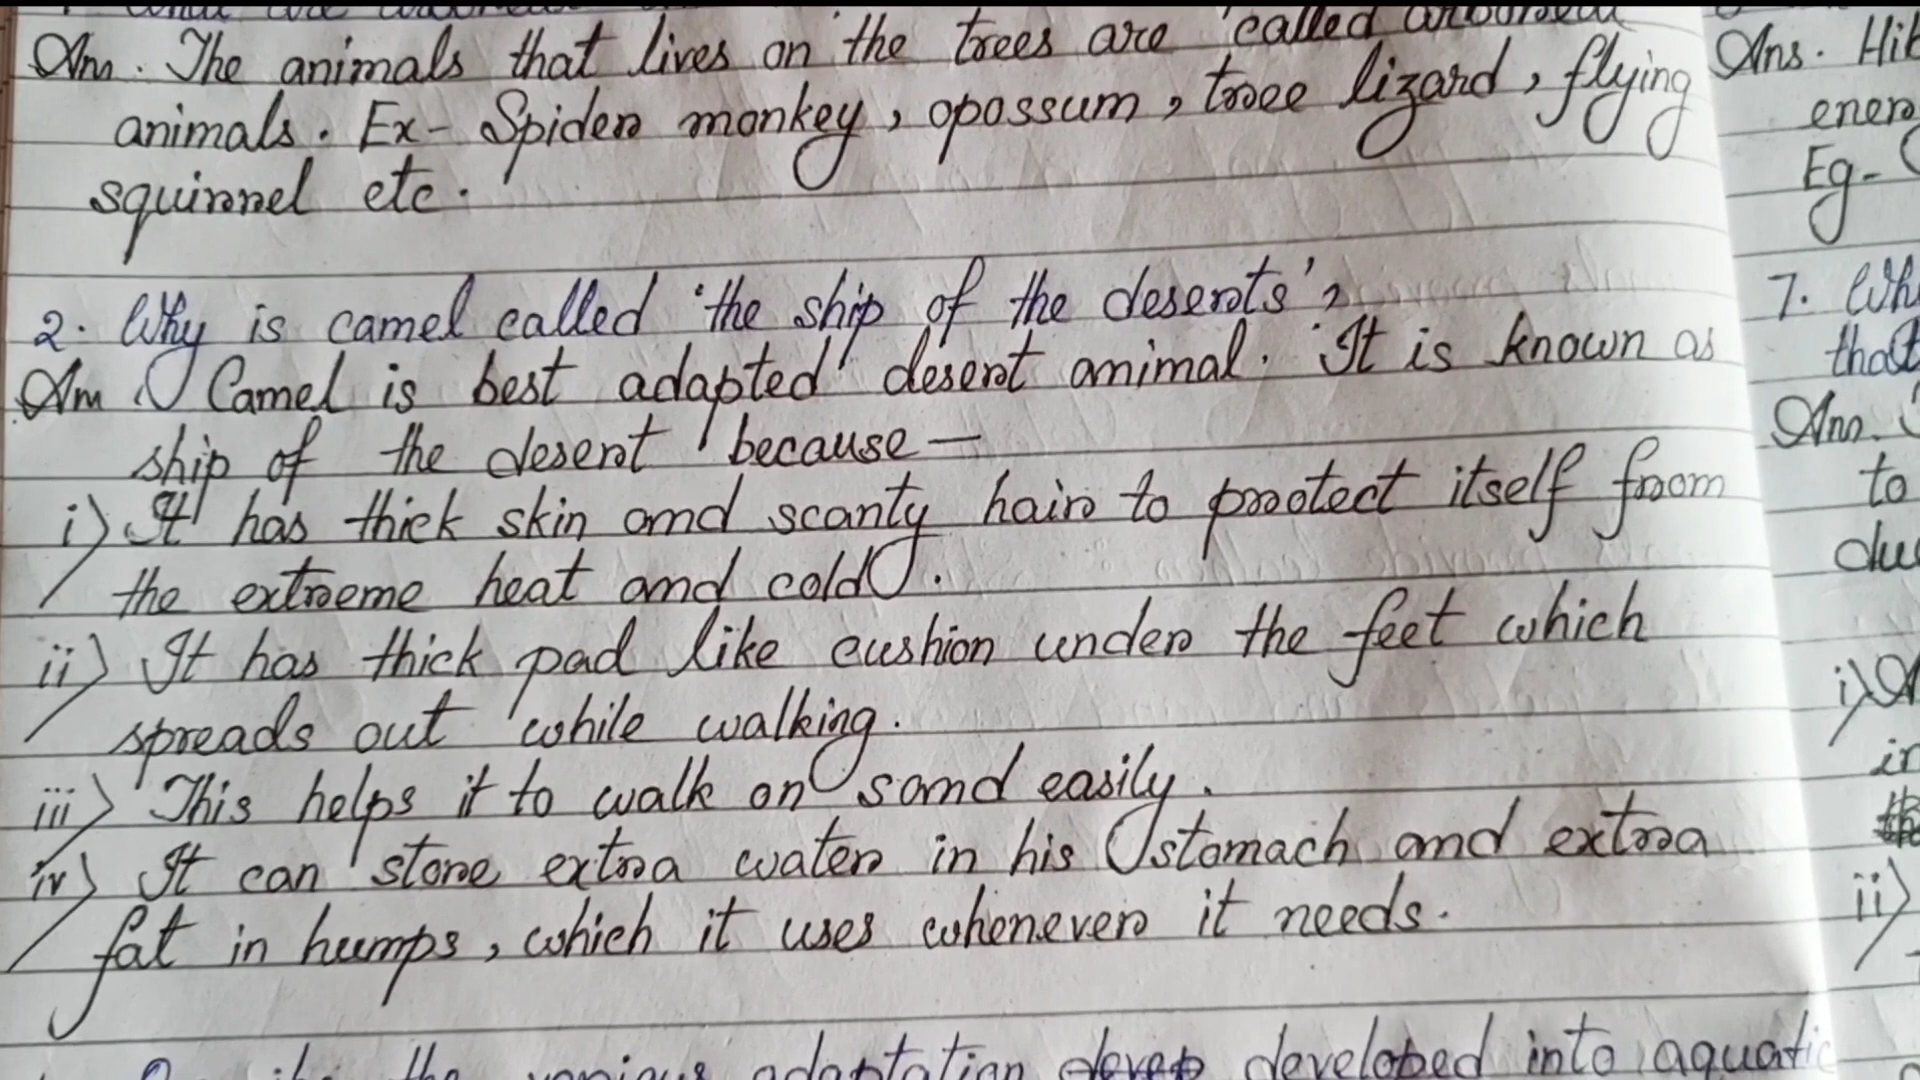 Ans. The animals that lives on the trees are called arboreal
animals. Ex- Spider monkey, opossum, tree lizard, flying
squirrel etc.
2. Why is camel called 'the ship of the deserts'?
Ans Camel is best adapted desert animal. It is known as
ship of the desert because —
i) It has thick skin and scanty hair to protect itself from
the extreme heat and cold.
ii) It has thick pad like cushion under the feet which
spreads out while walking.
iii) This helps it to walk on sand easily.
iv) It can store extra water in his stomach and extra
fat in humps, which it uses whenever it needs.
the various adaptation developed into aquatic
Ans.
Eg-
7.
Ans.
to
i)
ii)